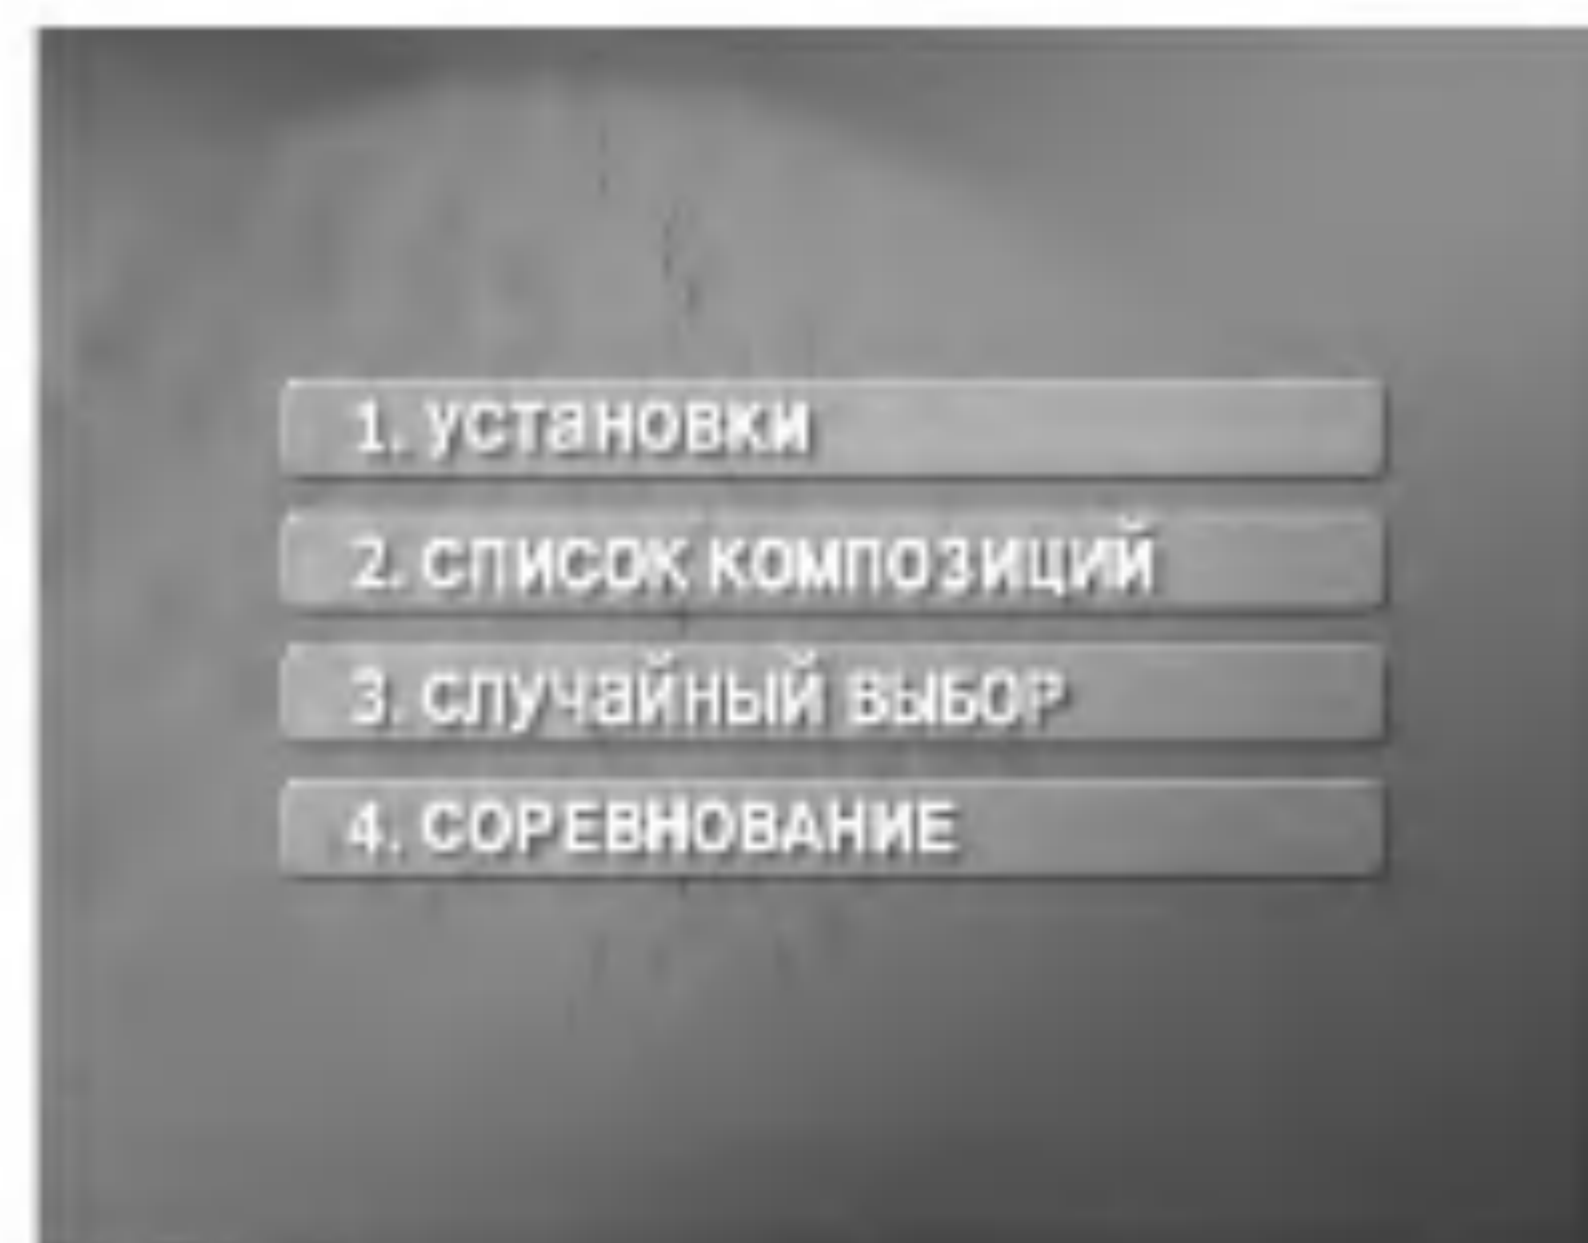 1. УСТаНОВКИ
2. СПИСОК КОМПОЗИЦИЙ
3. СЛУЧаЙНЫЙ ВЫБОР
4. СОРЕВНОВАНИЕ